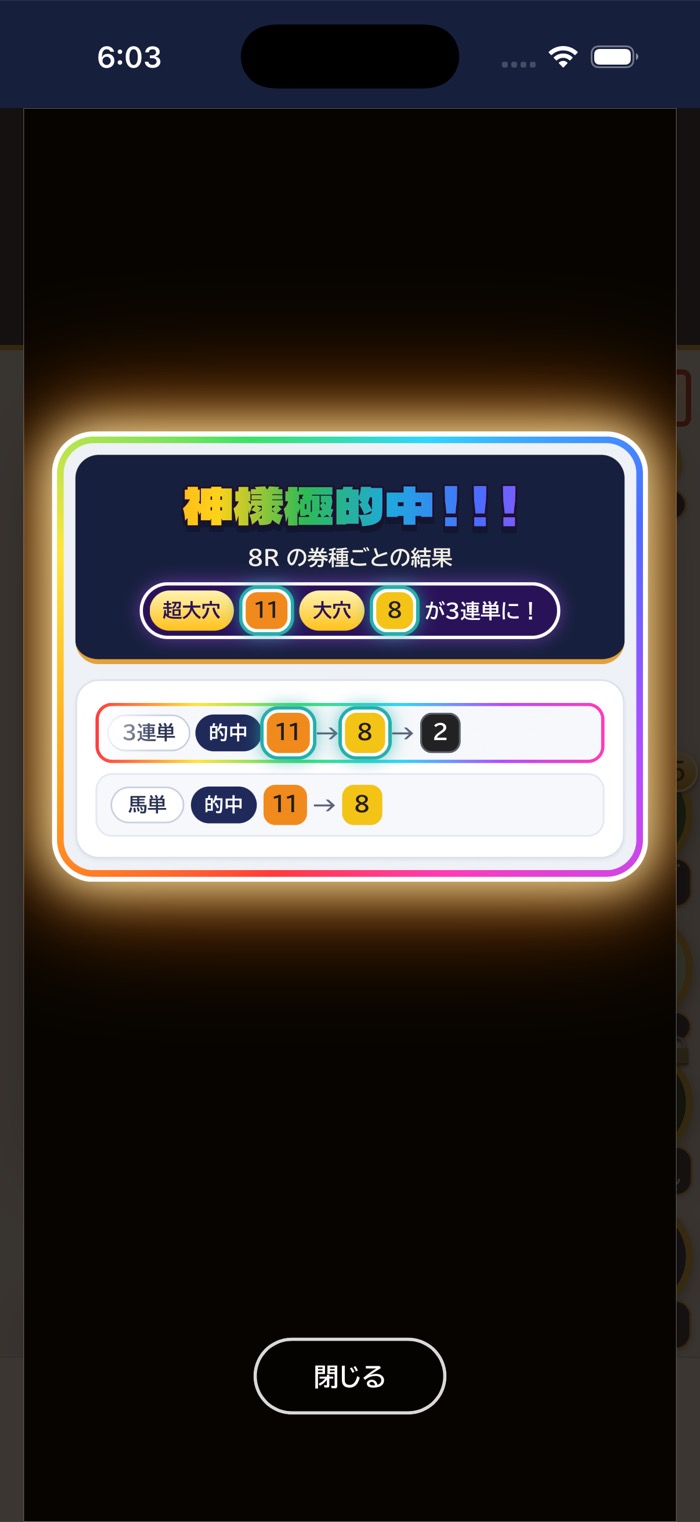 6:03
神様極的中!!!
8R の券種ごとの結果
超大穴 11 大穴 8 が3連単に！
3連単 的中 11 → 8 → 2
馬単 的中 11 → 8
閉じる